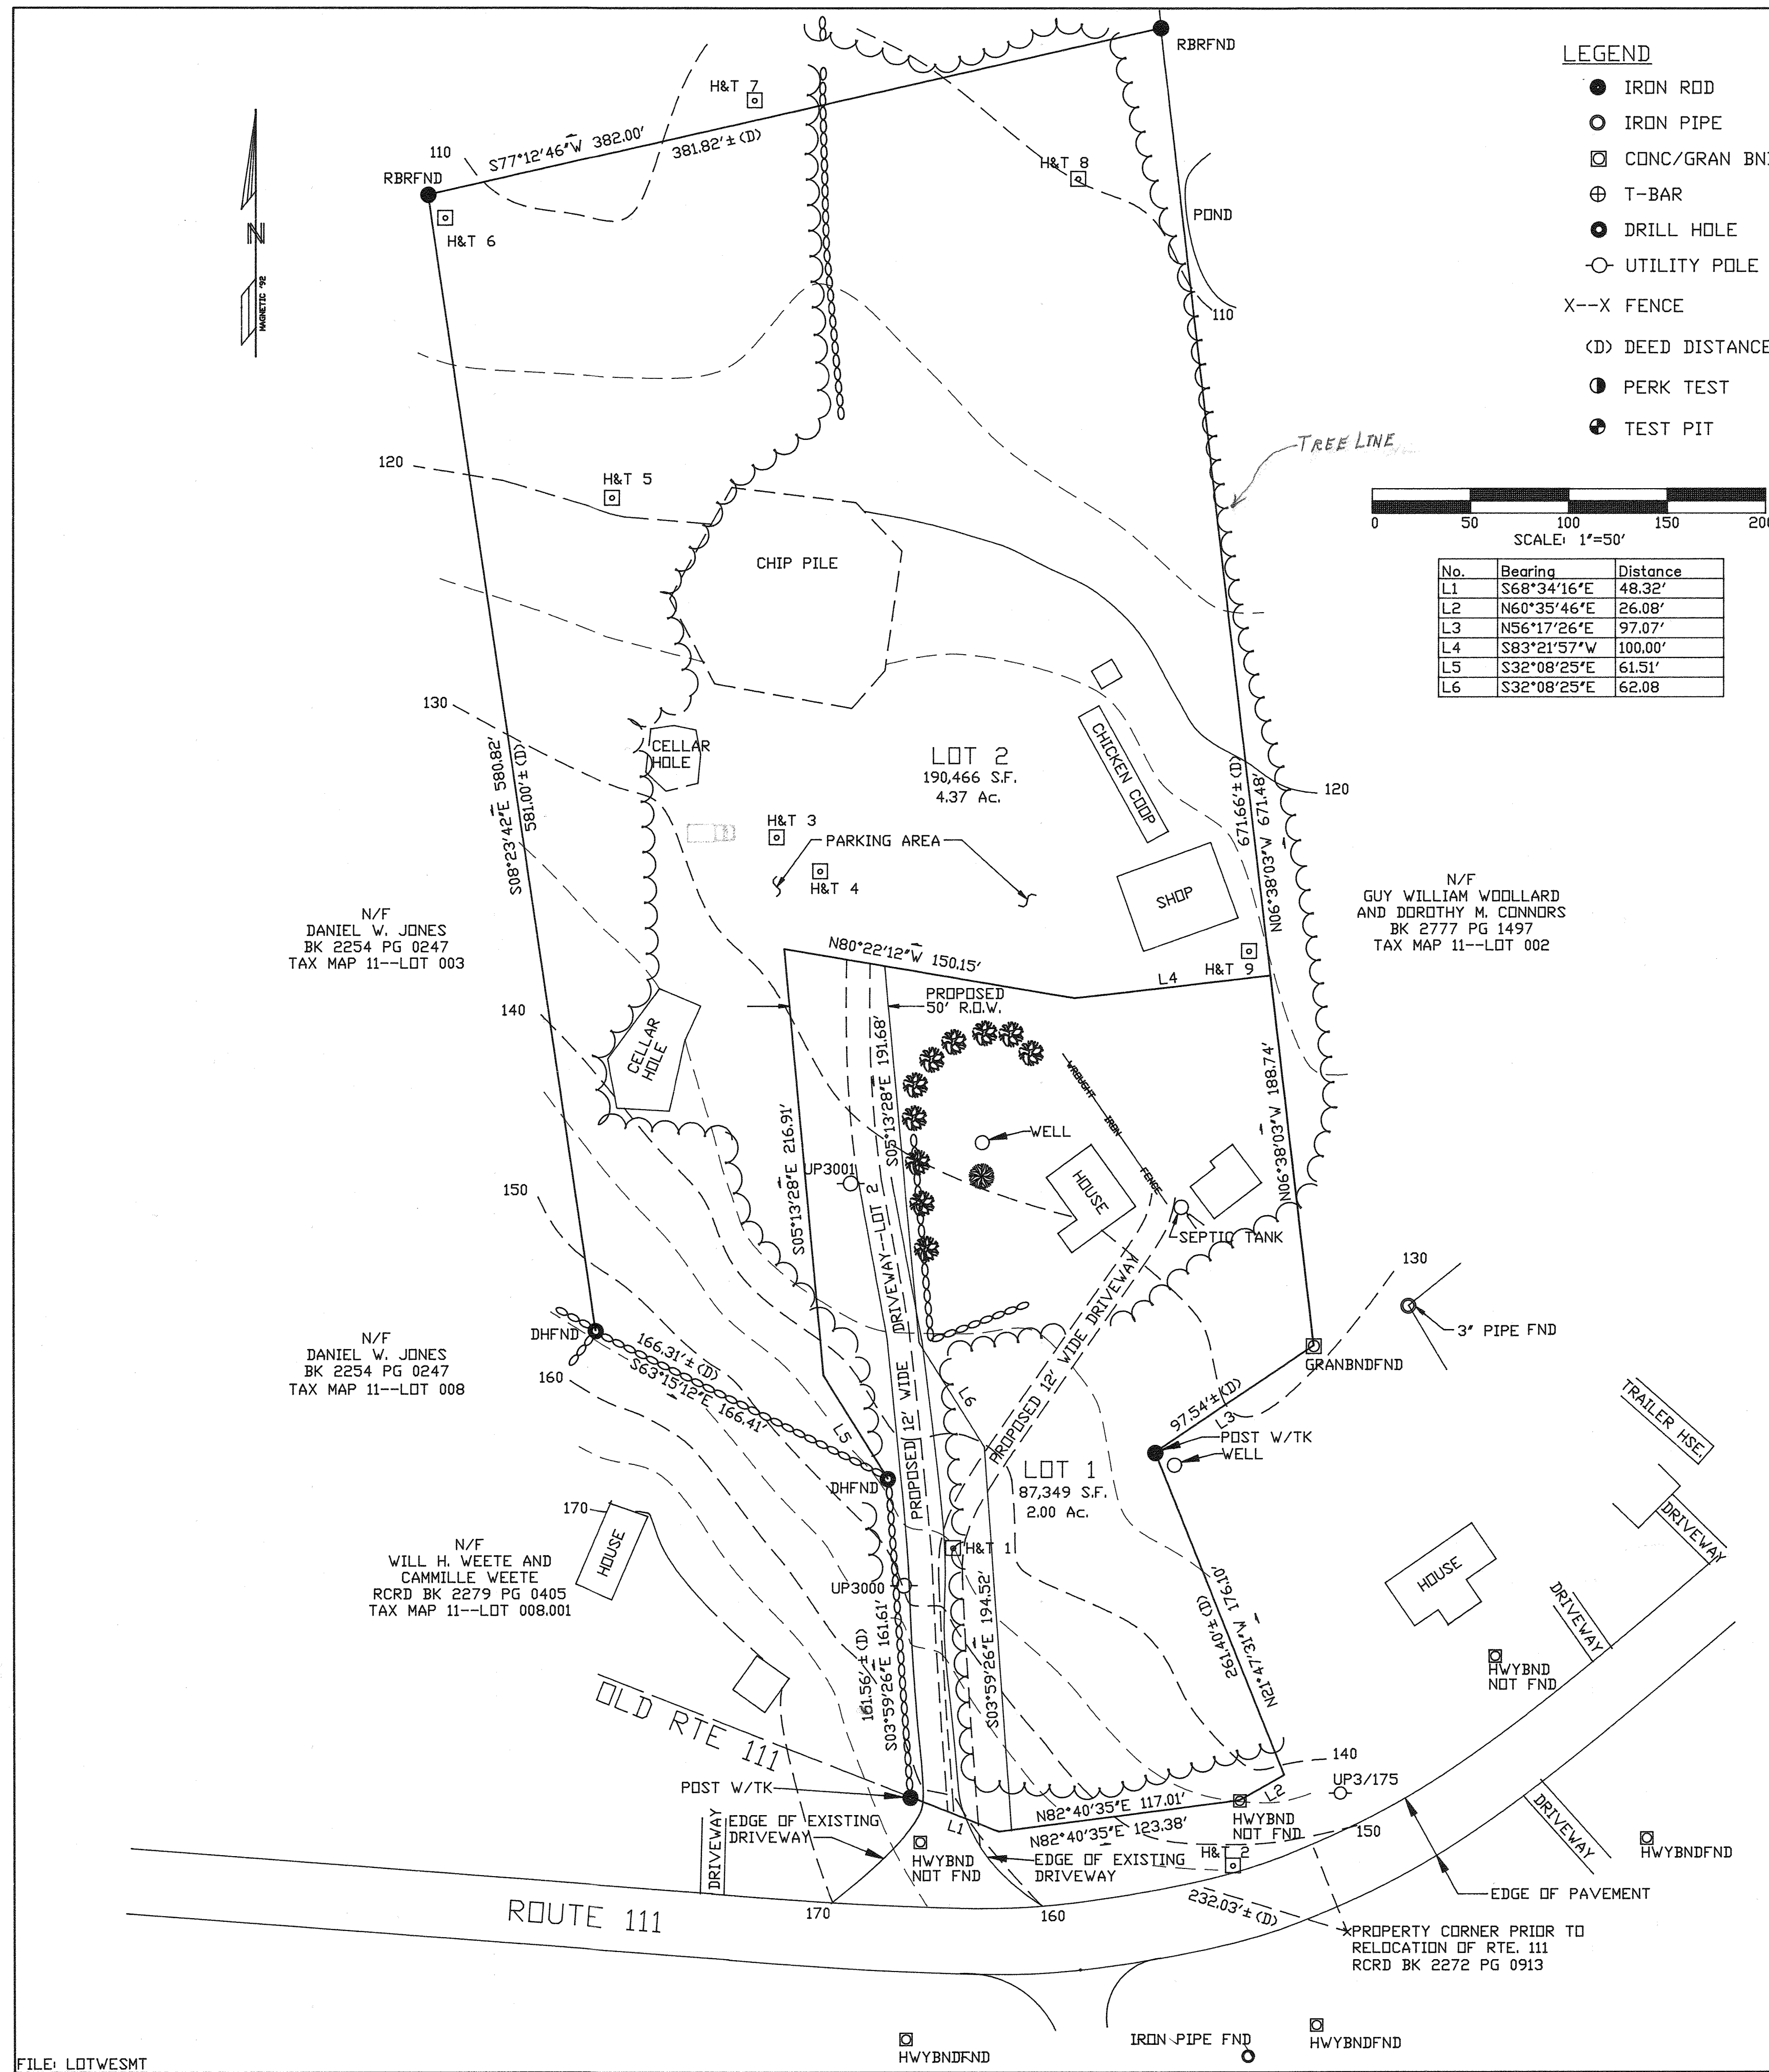 RBRFND
LEGEND
IRON ROD
IRON PIPE
CONC/GRAN BN
T-BAR
DRILL HOLE
UTILITY POLE
X--X FENCE
(D) DEED DISTANCE
PERK TEST
TEST PIT
H&T 7
S77°12'46"W 382.00'
381.82'±(D)
110
RBRFND
H&T 6
H&T 8
POND
110
N
MAGNETIC '92
TREE LINE
0 50 100 150 200
SCALE: 1"=50'
No. Bearing Distance
L1 S68°34'16"E 48.32'
L2 N60°35'46"E 26.08'
L3 N56°17'26"E 97.07'
L4 S83°21'57"W 100.00'
L5 S32°08'25"E 61.51'
L6 S32°08'25"E 62.08
120
H&T 5
CHIP PILE
130
CELLAR
HOLE
LOT 2
190,466 S.F.
4.37 Ac.
CHICKEN COOP
671.66'±(D)
N06°38'03"W 671.48'
120
S08°23'42"E 580.82'
581.00'±(D)
H&T 3
PARKING AREA
H&T 4
SHOP
N/F
DANIEL W. JONES
BK 2254 PG 0247
TAX MAP 11--LOT 003
N/F
GUY WILLIAM WOOLLARD
AND DOROTHY M. CONNORS
BK 2777 PG 1497
TAX MAP 11--LOT 002
N80°22'12"W 150.15'
L4
H&T 9
PROPOSED
50' R.O.W.
140
CELLAR
HOLE
S05°13'28"E 216.91'
S05°13'28"E 191.68'
WROUGHT IRON FENCE
N06°38'03"W 188.74'
WELL
UP3001
HOUSE
SEPTIC TANK
150
PROPOSED 12' WIDE DRIVEWAY--LOT 2
PROPOSED 12' WIDE DRIVEWAY
130
3" PIPE FND
DHFND
166.31'±(D)
S63°15'12"E 166.41'
GRANBNDFND
N/F
DANIEL W. JONES
BK 2254 PG 0247
TAX MAP 11--LOT 008
160
L5
L6
97.54'±(D)
L3
POST W/TK
WELL
TRAILER HSE.
DHFND
LOT 1
87,349 S.F.
2.00 Ac.
170
HOUSE
DRIVEWAY
H&T 1
HOUSE
N/F
WILL H. WEETE AND
CAMMILLE WEETE
RCRD BK 2279 PG 0405
TAX MAP 11--LOT 008.001
UP3000
DRIVEWAY
161.56'±(D)
S03°59'26"E 161.61'
S03°59'26"E 194.52'
N21°47'31"W 176.10'
261.40'±(D)
HWYBND
NOT FND
OLD RTE 111
POST W/TK
140
UP3/175
L2
N82°40'35"E 117.01'
N82°40'35"E 123.38'
HWYBND
NOT FND
L1
150
DRIVEWAY
EDGE OF EXISTING
DRIVEWAY
HWYBND
NOT FND
EDGE OF EXISTING
DRIVEWAY
H&T 2
DRIVEWAY
HWYBNDFND
EDGE OF PAVEMENT
232.03'±(D)
ROUTE 111
170
160
PROPERTY CORNER PRIOR TO
RELOCATION OF RTE. 111
RCRD BK 2272 PG 0913
HWYBNDFND
IRON PIPE FND
HWYBNDFND
FILE: LOTWESMT